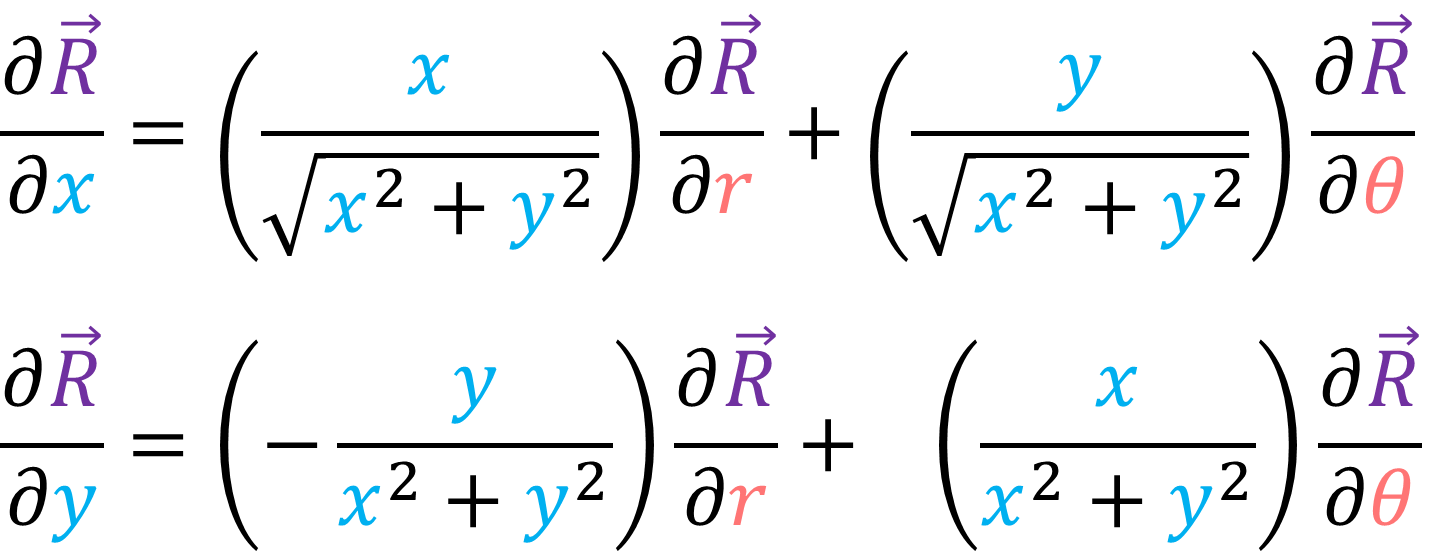 ∂R⃗/∂x = (x/√(x² + y²)) ∂R⃗/∂r + (y/√(x² + y²)) ∂R⃗/∂θ
∂R⃗/∂y = (−y/(x² + y²)) ∂R⃗/∂r + (x/(x² + y²)) ∂R⃗/∂θ